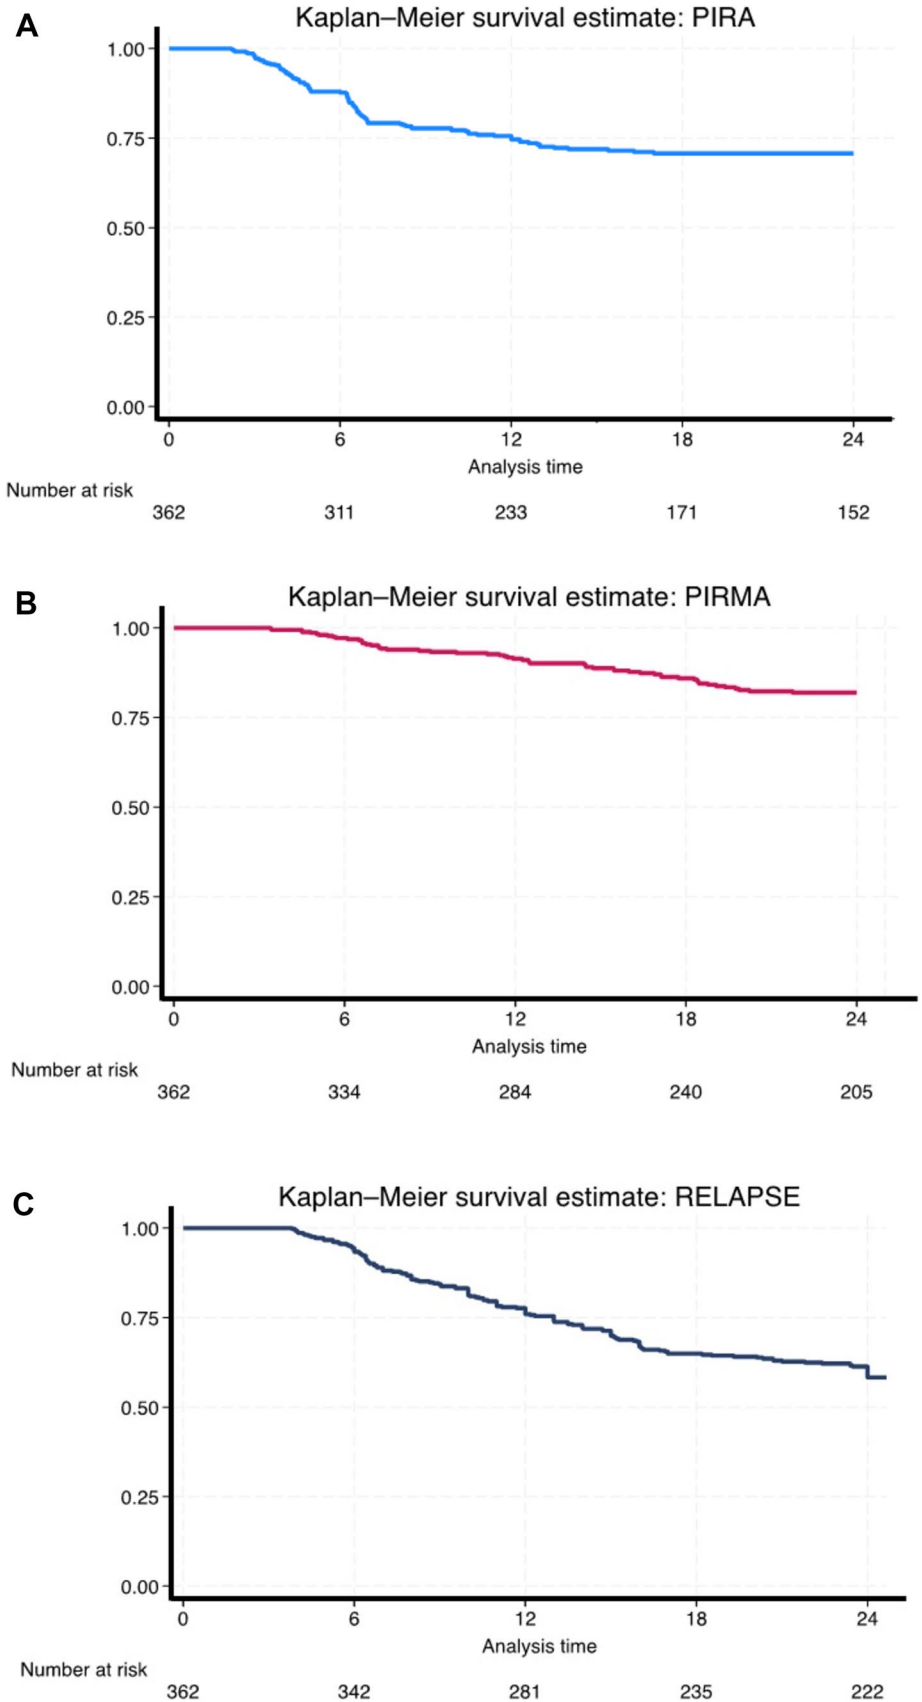 A
Kaplan–Meier survival estimate: PIRA
1.00
0.75
0.50
0.25
0.00
0 6 12 18 24
Analysis time
Number at risk
362 311 233 171 152
B
Kaplan–Meier survival estimate: PIRMA
1.00
0.75
0.50
0.25
0.00
0 6 12 18 24
Analysis time
Number at risk
362 334 284 240 205
C
Kaplan–Meier survival estimate: RELAPSE
1.00
0.75
0.50
0.25
0.00
0 6 12 18 24
Analysis time
Number at risk
362 342 281 235 222